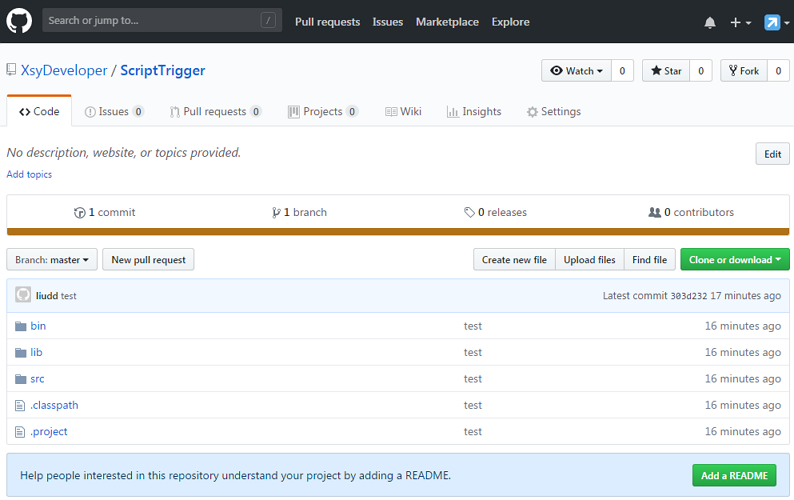 Search or jump to... /
Pull requests Issues Marketplace Explore
XsyDeveloper / ScriptTrigger
Watch 0 Star 0 Fork 0
Code Issues 0 Pull requests 0 Projects 0 Wiki Insights Settings
No description, website, or topics provided.
Edit
Add topics
1 commit 1 branch 0 releases 0 contributors
Branch: master New pull request Create new file Upload files Find file Clone or download
liudd test Latest commit 303d232 17 minutes ago
bin test 16 minutes ago
lib test 16 minutes ago
src test 16 minutes ago
.classpath test 16 minutes ago
.project test 16 minutes ago
Help people interested in this repository understand your project by adding a README. Add a README